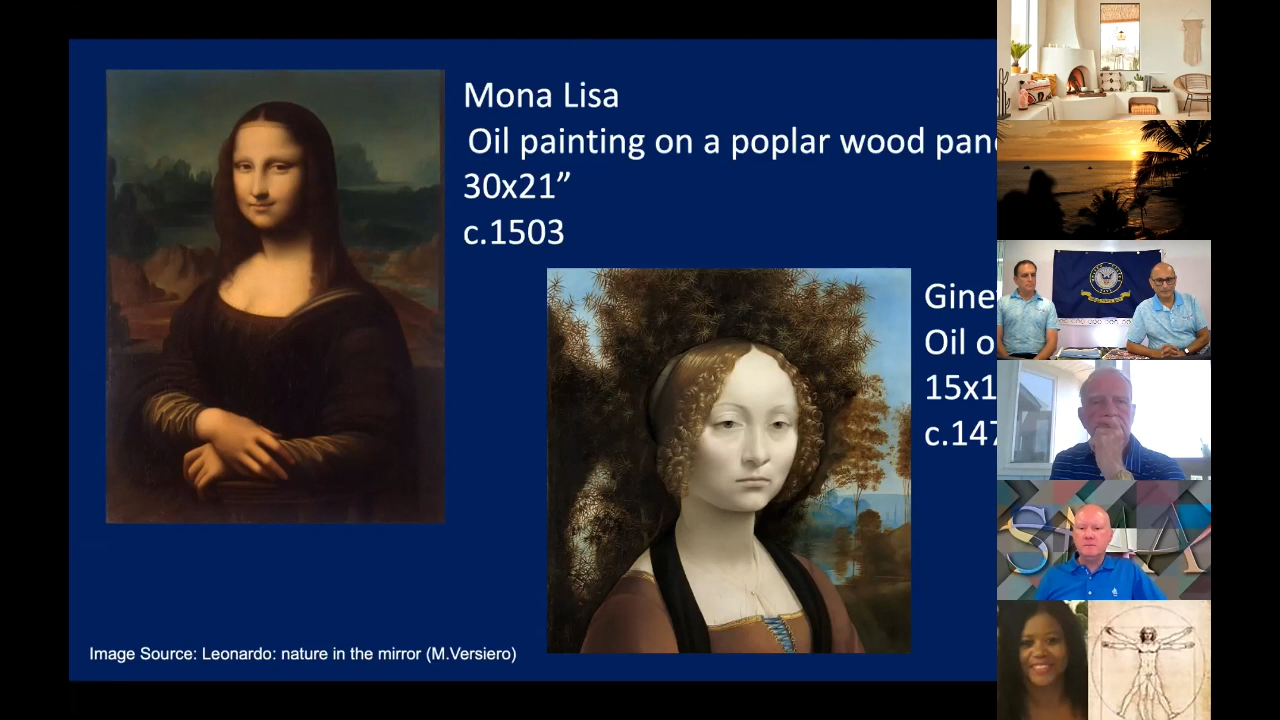 Mona Lisa
Oil painting on a poplar wood pan
30x21”
c.1503
Gine
Oil o
15x1
c.147
Image Source: Leonardo: nature in the mirror (M.Versiero)